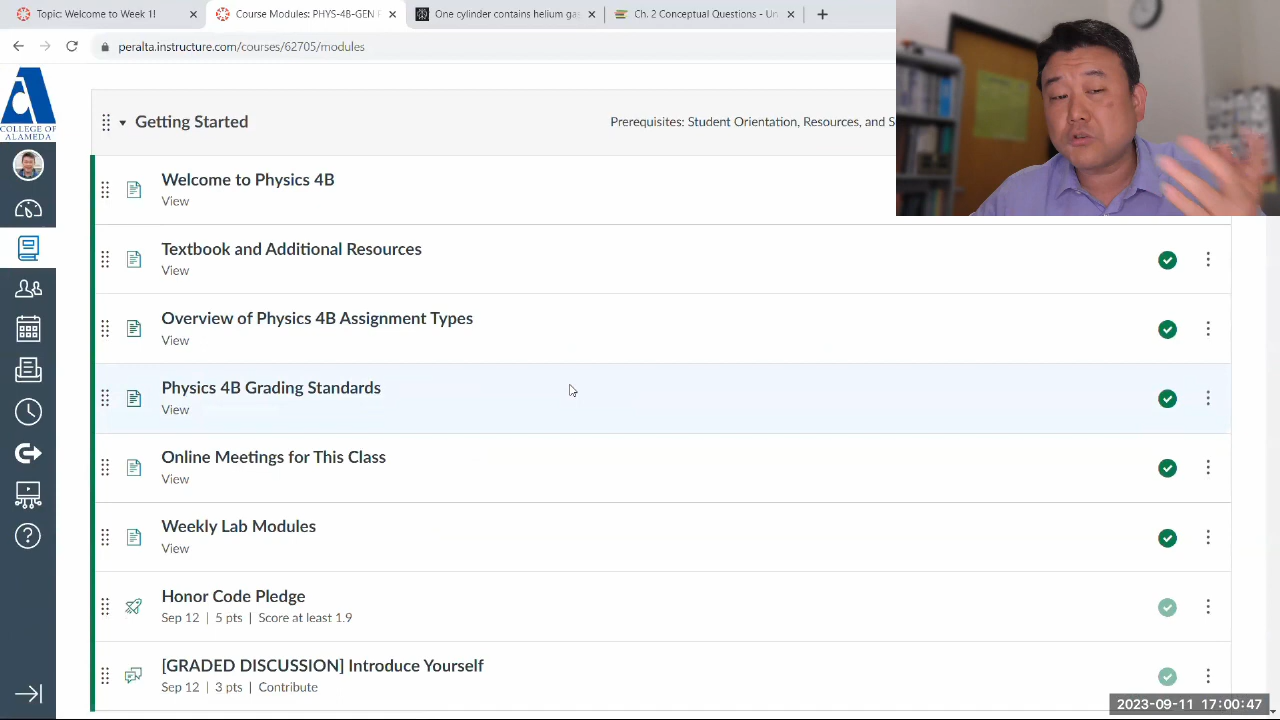 Topic: Welcome to Week 1!
Course Modules: PHYS-4B-GEN P
One cylinder contains helium gas
Ch. 2 Conceptual Questions - Un
peralta.instructure.com/courses/62705/modules
COLLEGE OF
ALAMEDA
Getting Started
Prerequisites: Student Orientation, Resources, and S
Welcome to Physics 4B
View
Textbook and Additional Resources
View
Overview of Physics 4B Assignment Types
View
Physics 4B Grading Standards
View
Online Meetings for This Class
View
Weekly Lab Modules
View
Honor Code Pledge
Sep 12 | 5 pts | Score at least 1.9
[GRADED DISCUSSION] Introduce Yourself
Sep 12 | 3 pts | Contribute
2023-09-11 17:00:47